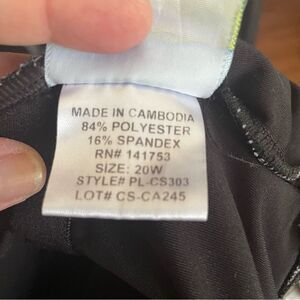 MADE IN CAMBODIA
84% POLYESTER
16% SPANDEX
RN# 141753
SIZE: 20W
STYLE# PL-CS303
LOT# CS-CA245